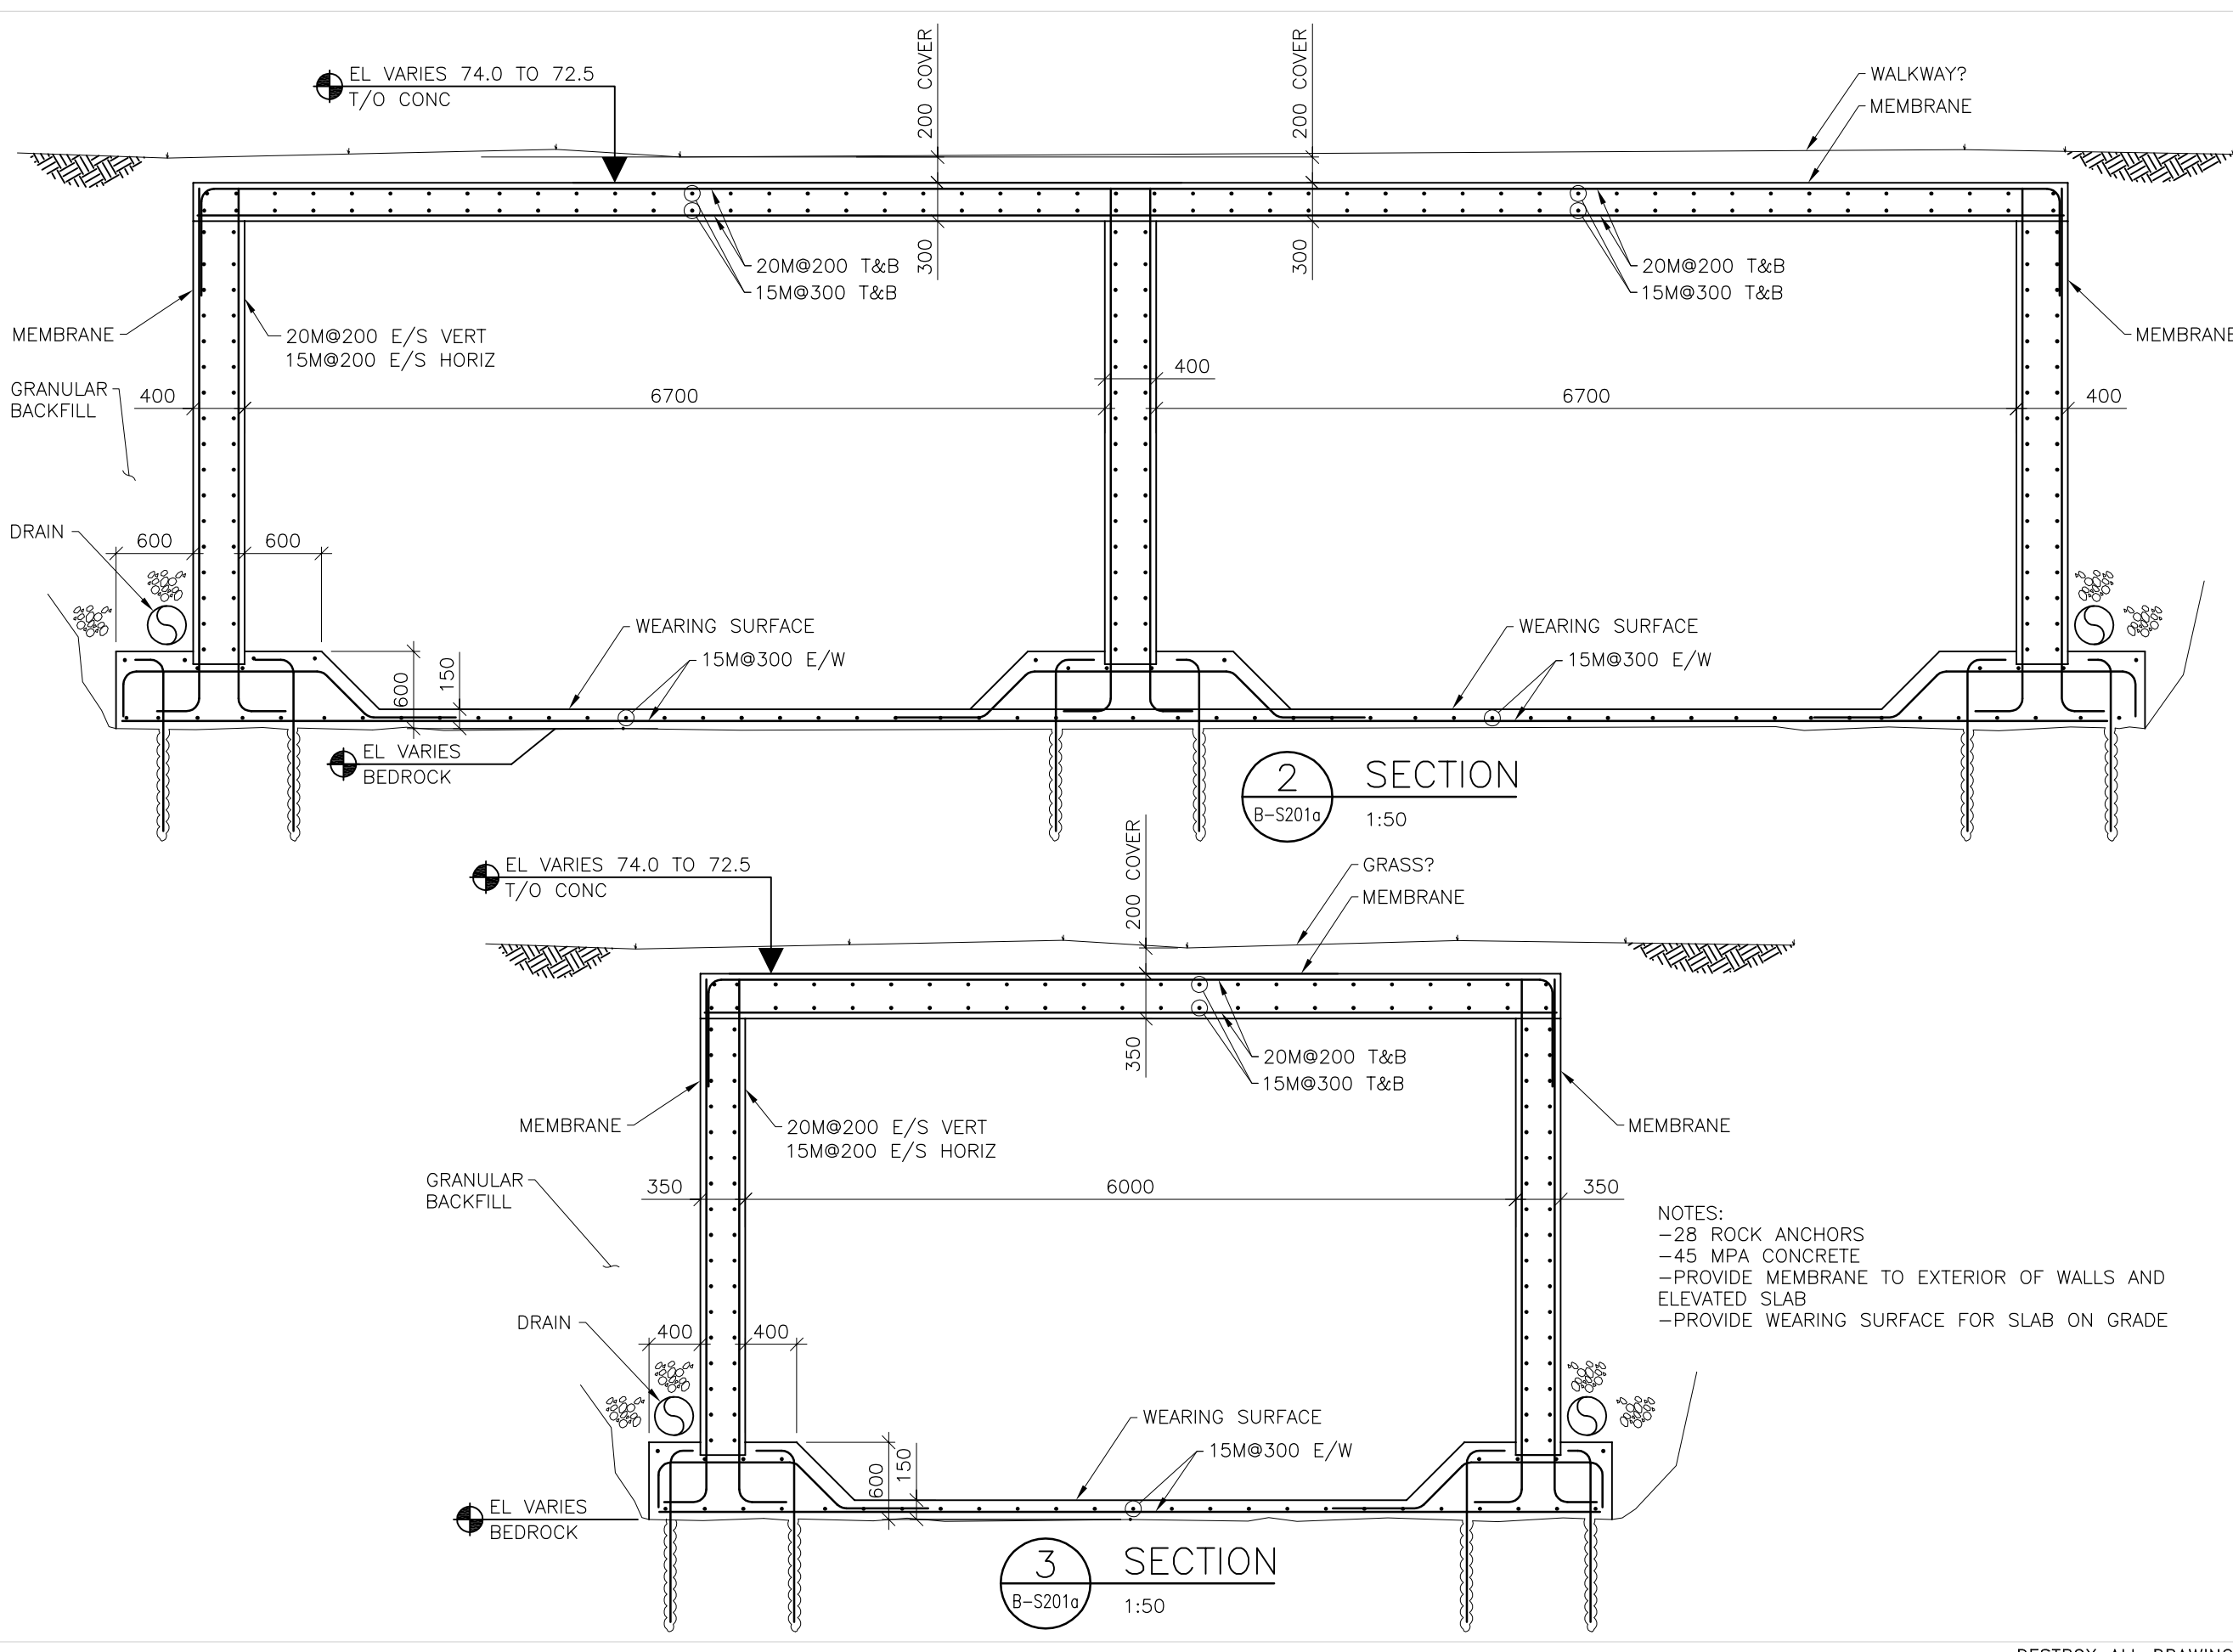 EL VARIES 74.0 TO 72.5
T/O CONC
200 COVER
200 COVER
WALKWAY?
MEMBRANE
300
300
20M@200 T&B
15M@300 T&B
20M@200 T&B
15M@300 T&B
MEMBRANE
20M@200 E/S VERT
15M@200 E/S HORIZ
MEMBRANE
GRANULAR
BACKFILL
400
6700
400
6700
400
DRAIN
600
600
WEARING SURFACE
15M@300 E/W
WEARING SURFACE
15M@300 E/W
600
150
EL VARIES
BEDROCK
2
B-S201a
SECTION
1:50
EL VARIES 74.0 TO 72.5
T/O CONC
200 COVER
GRASS?
MEMBRANE
350
20M@200 T&B
15M@300 T&B
MEMBRANE
20M@200 E/S VERT
15M@200 E/S HORIZ
MEMBRANE
GRANULAR
BACKFILL
350
6000
350
NOTES:
-28 ROCK ANCHORS
-45 MPA CONCRETE
-PROVIDE MEMBRANE TO EXTERIOR OF WALLS AND
ELEVATED SLAB
-PROVIDE WEARING SURFACE FOR SLAB ON GRADE
DRAIN
400
400
WEARING SURFACE
15M@300 E/W
600
150
EL VARIES
BEDROCK
3
B-S201a
SECTION
1:50